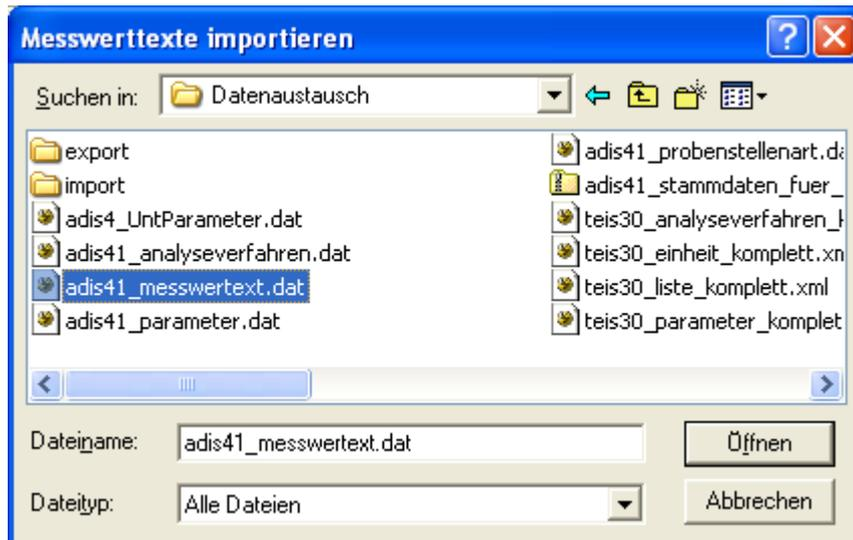 Messwerttexte importieren
Suchen in: Datenaustausch
export
import
adis4_UntParameter.dat
adis41_analyseverfahren.dat
adis41_messwertext.dat
adis41_parameter.dat
adis41_probenstellenart.da
adis41_stammdaten_fuer_
teis30_analyseverfahren_k
teis30_einheit_komplett.xm
teis30_liste_komplett.xml
teis30_parameter_komplet
Dateiname: adis41_messwertext.dat Öffnen
Dateityp: Alle Dateien Abbrechen